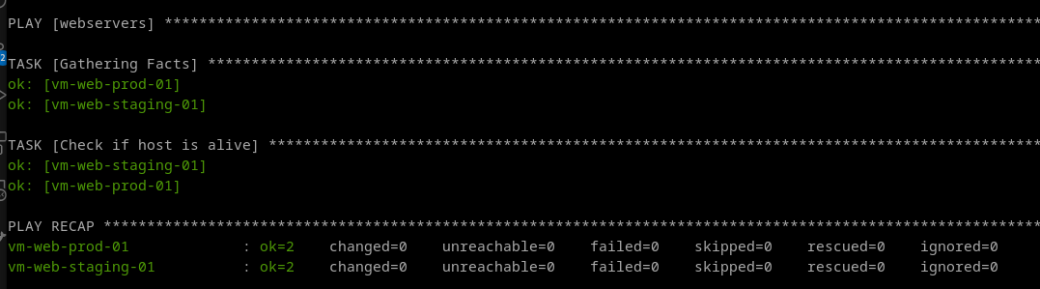 PLAY [webservers] ****************************************************************************************************
2
TASK [Gathering Facts] ***********************************************************************************************
ok: [vm-web-prod-01]
ok: [vm-web-staging-01]
TASK [Check if host is alive] ****************************************************************************************
ok: [vm-web-staging-01]
ok: [vm-web-prod-01]
PLAY RECAP ***********************************************************************************************************
vm-web-prod-01             : ok=2    changed=0    unreachable=0    failed=0    skipped=0    rescued=0    ignored=0
vm-web-staging-01          : ok=2    changed=0    unreachable=0    failed=0    skipped=0    rescued=0    ignored=0